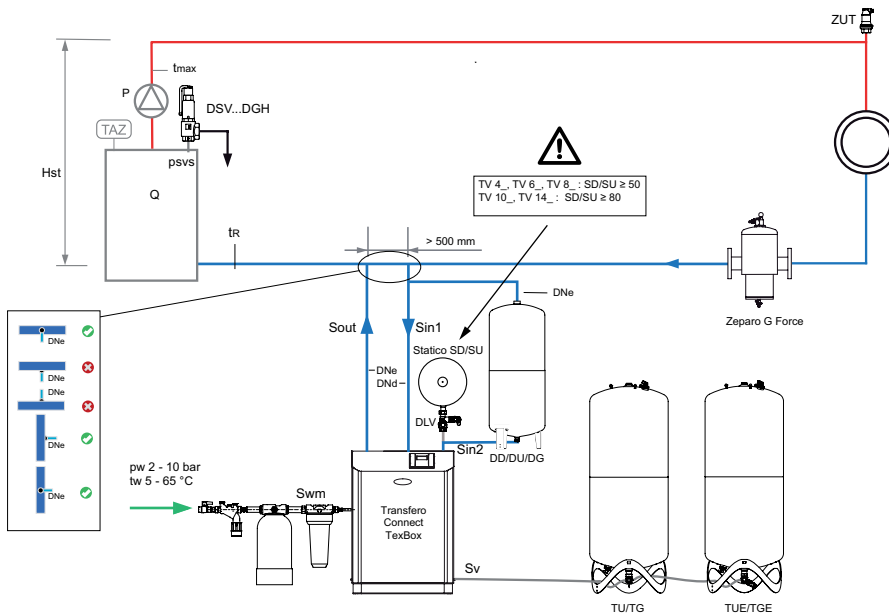 ZUT
tmax
P
DSV...DGH
TAZ
psvs
Hst
Q
TV 4_, TV 6_, TV 8_ : SD/SU ≥ 50
TV 10_, TV 14_ : SD/SU ≥ 80
tR
> 500 mm
DNe
Zeparo G Force
Sout
Sin1
Statico SD/SU
DNe
DNd
DLV
Sin2
DD/DU/DG
DNe
DNe
DNe
DNe
DNe
pw 2 - 10 bar
tw 5 - 65 °C
Swm
Transfero
Connect
TexBox
Sv
TU/TG
TUE/TGE